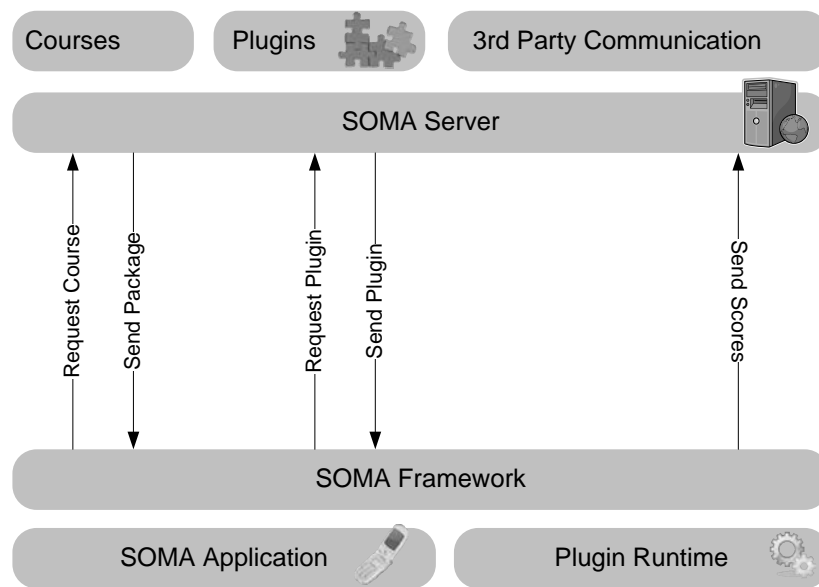 Courses
Plugins
3rd Party Communication
SOMA Server
Request Course
Send Package
Request Plugin
Send Plugin
Send Scores
SOMA Framework
SOMA Application
Plugin Runtime